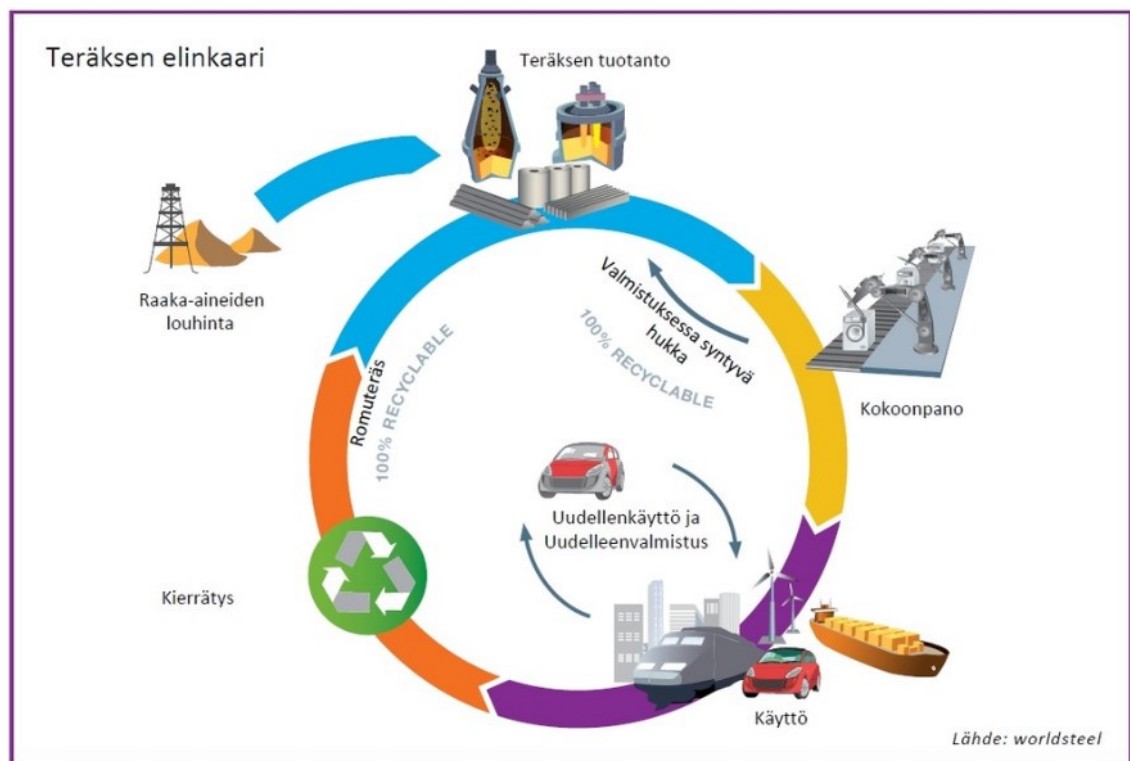 Teräksen elinkaari
Teräksen tuotanto
Raaka-aineiden
louhinta
Valmistuksessa syntyvä
hukka
100% RECYCLABLE
Romuteräs
100% RECYCLABLE
Kokoonpano
Uudellenkäyttö ja
Uudelleenvalmistus
Kierrätys
Käyttö
Lähde: worldsteel